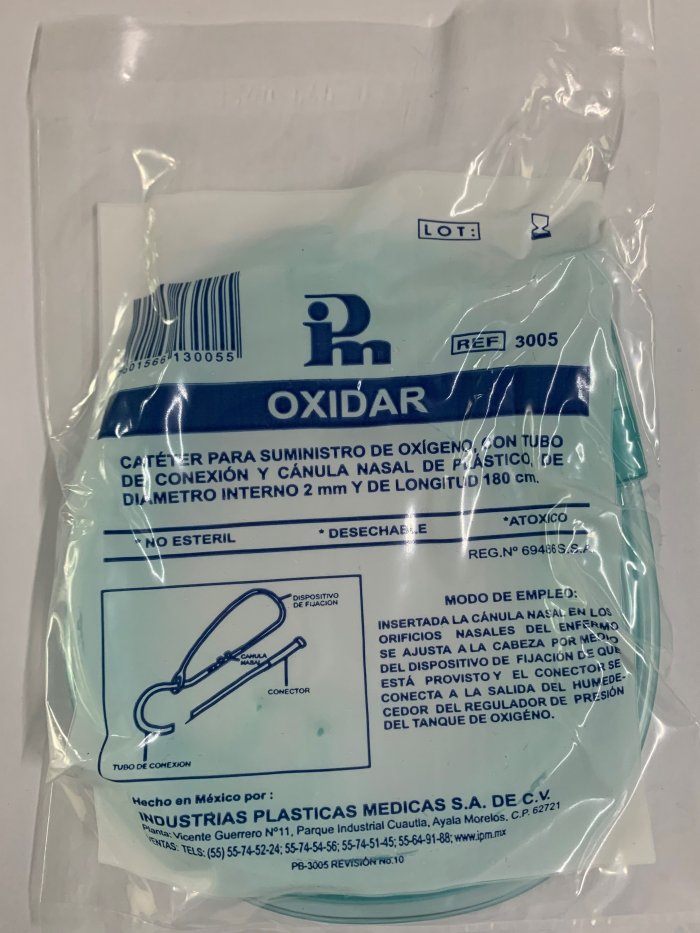 LOT:
ipm
130055
REF 3005
OXIDAR
CATÉTER PARA SUMINISTRO DE OXÍGENO, CON TUBO
DE CONEXIÓN Y CÁNULA NASAL DE PLÁSTICO, DE
DIAMETRO INTERNO 2 mm Y DE LONGITUD 180 cm.
* NO ESTERIL * DESECHABLE *ATOXICO
REG.Nº 69486 S.S.A.
DISPOSITIVO
DE FIJACION
CANULA
NASAL
CONECTOR
TUBO DE CONEXION
MODO DE EMPLEO:
INSERTADA LA CÁNULA NASAL EN LOS
ORIFICIOS NASALES DEL ENFERMO
SE AJUSTA A LA CABEZA POR MEDIO
DEL DISPOSITIVO DE FIJACIÓN DE QUE
ESTÁ PROVISTO Y EL CONECTOR SE
CONECTA A LA SALIDA DEL HUMEDE-
CEDOR DEL REGULADOR DE PRESIÓN
DEL TANQUE DE OXIGÉNO.
Hecho en México por :
INDUSTRIAS PLASTICAS MEDICAS S.A. DE C.V.
Planta: Vicente Guerrero Nº11, Parque Industrial Cuautla, Ayala Morelos. C.P. 62721
VENTAS: TELS: (55) 55-74-52-24; 55-74-54-56; 55-74-51-45; 55-64-91-88; www.ipm.mx
PB-3005 REVISIÓN No.10